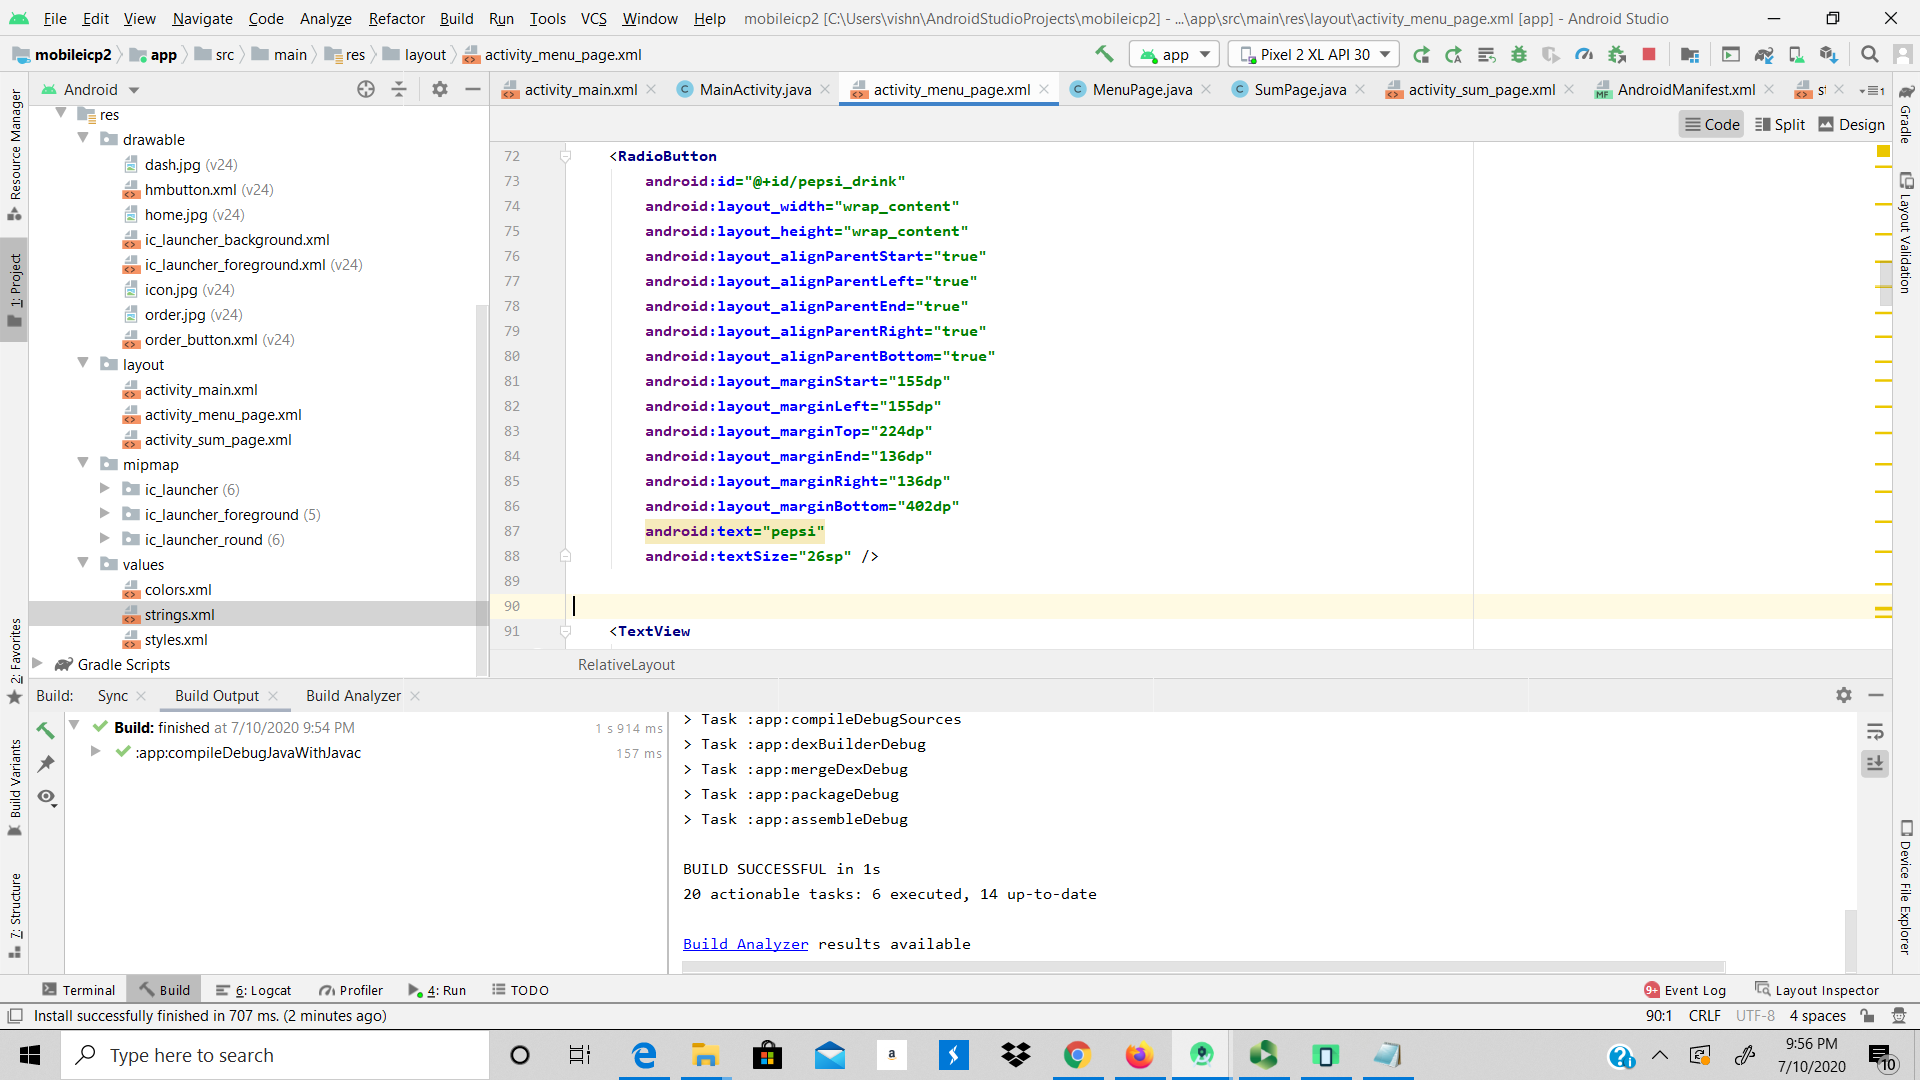 File Edit View Navigate Code Analyze Refactor Build Run Tools VCS Window Help mobileicp2 [C:\Users\vishn\AndroidStudioProjects\mobileicp2] - ...\app\src\main\res\layout\activity_menu_page.xml [app] - Android Studio
mobileicp2 app src main res layout activity_menu_page.xml app Pixel 2 XL API 30
Android
activity_main.xml MainActivity.java activity_menu_page.xml MenuPage.java SumPage.java activity_sum_page.xml AndroidManifest.xml
Code Split Design
res
drawable
dash.jpg (v24)
hmbutton.xml (v24)
home.jpg (v24)
ic_launcher_background.xml
ic_launcher_foreground.xml (v24)
icon.jpg (v24)
order.jpg (v24)
order_button.xml (v24)
layout
activity_main.xml
activity_menu_page.xml
activity_sum_page.xml
mipmap
ic_launcher (6)
ic_launcher_foreground (5)
ic_launcher_round (6)
values
colors.xml
strings.xml
styles.xml
Gradle Scripts
72 <RadioButton
73 android:id="@+id/pepsi_drink"
74 android:layout_width="wrap_content"
75 android:layout_height="wrap_content"
76 android:layout_alignParentStart="true"
77 android:layout_alignParentLeft="true"
78 android:layout_alignParentEnd="true"
79 android:layout_alignParentRight="true"
80 android:layout_alignParentBottom="true"
81 android:layout_marginStart="155dp"
82 android:layout_marginLeft="155dp"
83 android:layout_marginTop="224dp"
84 android:layout_marginEnd="136dp"
85 android:layout_marginRight="136dp"
86 android:layout_marginBottom="402dp"
87 android:text="pepsi"
88 android:textSize="26sp" />
89
90
91 <TextView
RelativeLayout
Resource Manager
1: Project
2: Favorites
Build Variants
7: Structure
Gradle
Layout Validation
Device File Explorer
Build: Sync Build Output Build Analyzer
Build: finished at 7/10/2020 9:54 PM 1 s 914 ms
:app:compileDebugJavaWithJavac 157 ms
> Task :app:compileDebugSources
> Task :app:dexBuilderDebug
> Task :app:mergeDexDebug
> Task :app:packageDebug
> Task :app:assembleDebug
BUILD SUCCESSFUL in 1s
20 actionable tasks: 6 executed, 14 up-to-date
Build Analyzer results available
Terminal Build 6: Logcat Profiler 4: Run TODO 9+ Event Log Layout Inspector
Install successfully finished in 707 ms. (2 minutes ago) 90:1 CRLF UTF-8 4 spaces
Type here to search
9:56 PM
7/10/2020
10